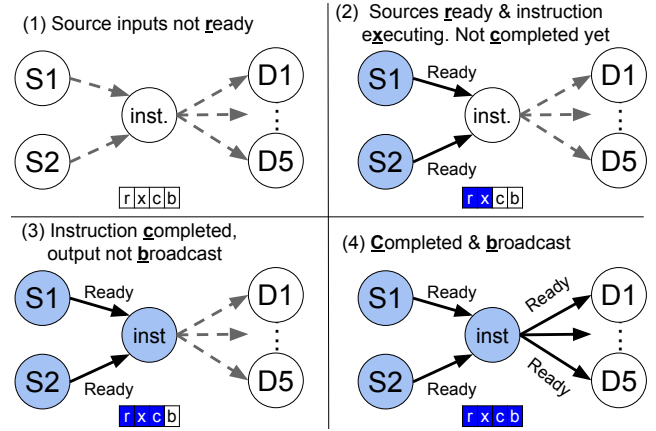 (1) Source inputs not ready
S1
D1
inst.
S2
D5
r x c b
(2) Sources ready & instruction
executing. Not completed yet
Ready
S1
D1
inst.
S2
D5
Ready
r x c b
(3) Instruction completed,
output not broadcast
S1
Ready
D1
inst
S2
Ready
D5
r x c b
(4) Completed & broadcast
S1
Ready
Ready
D1
inst
S2
Ready
Ready
D5
r x c b